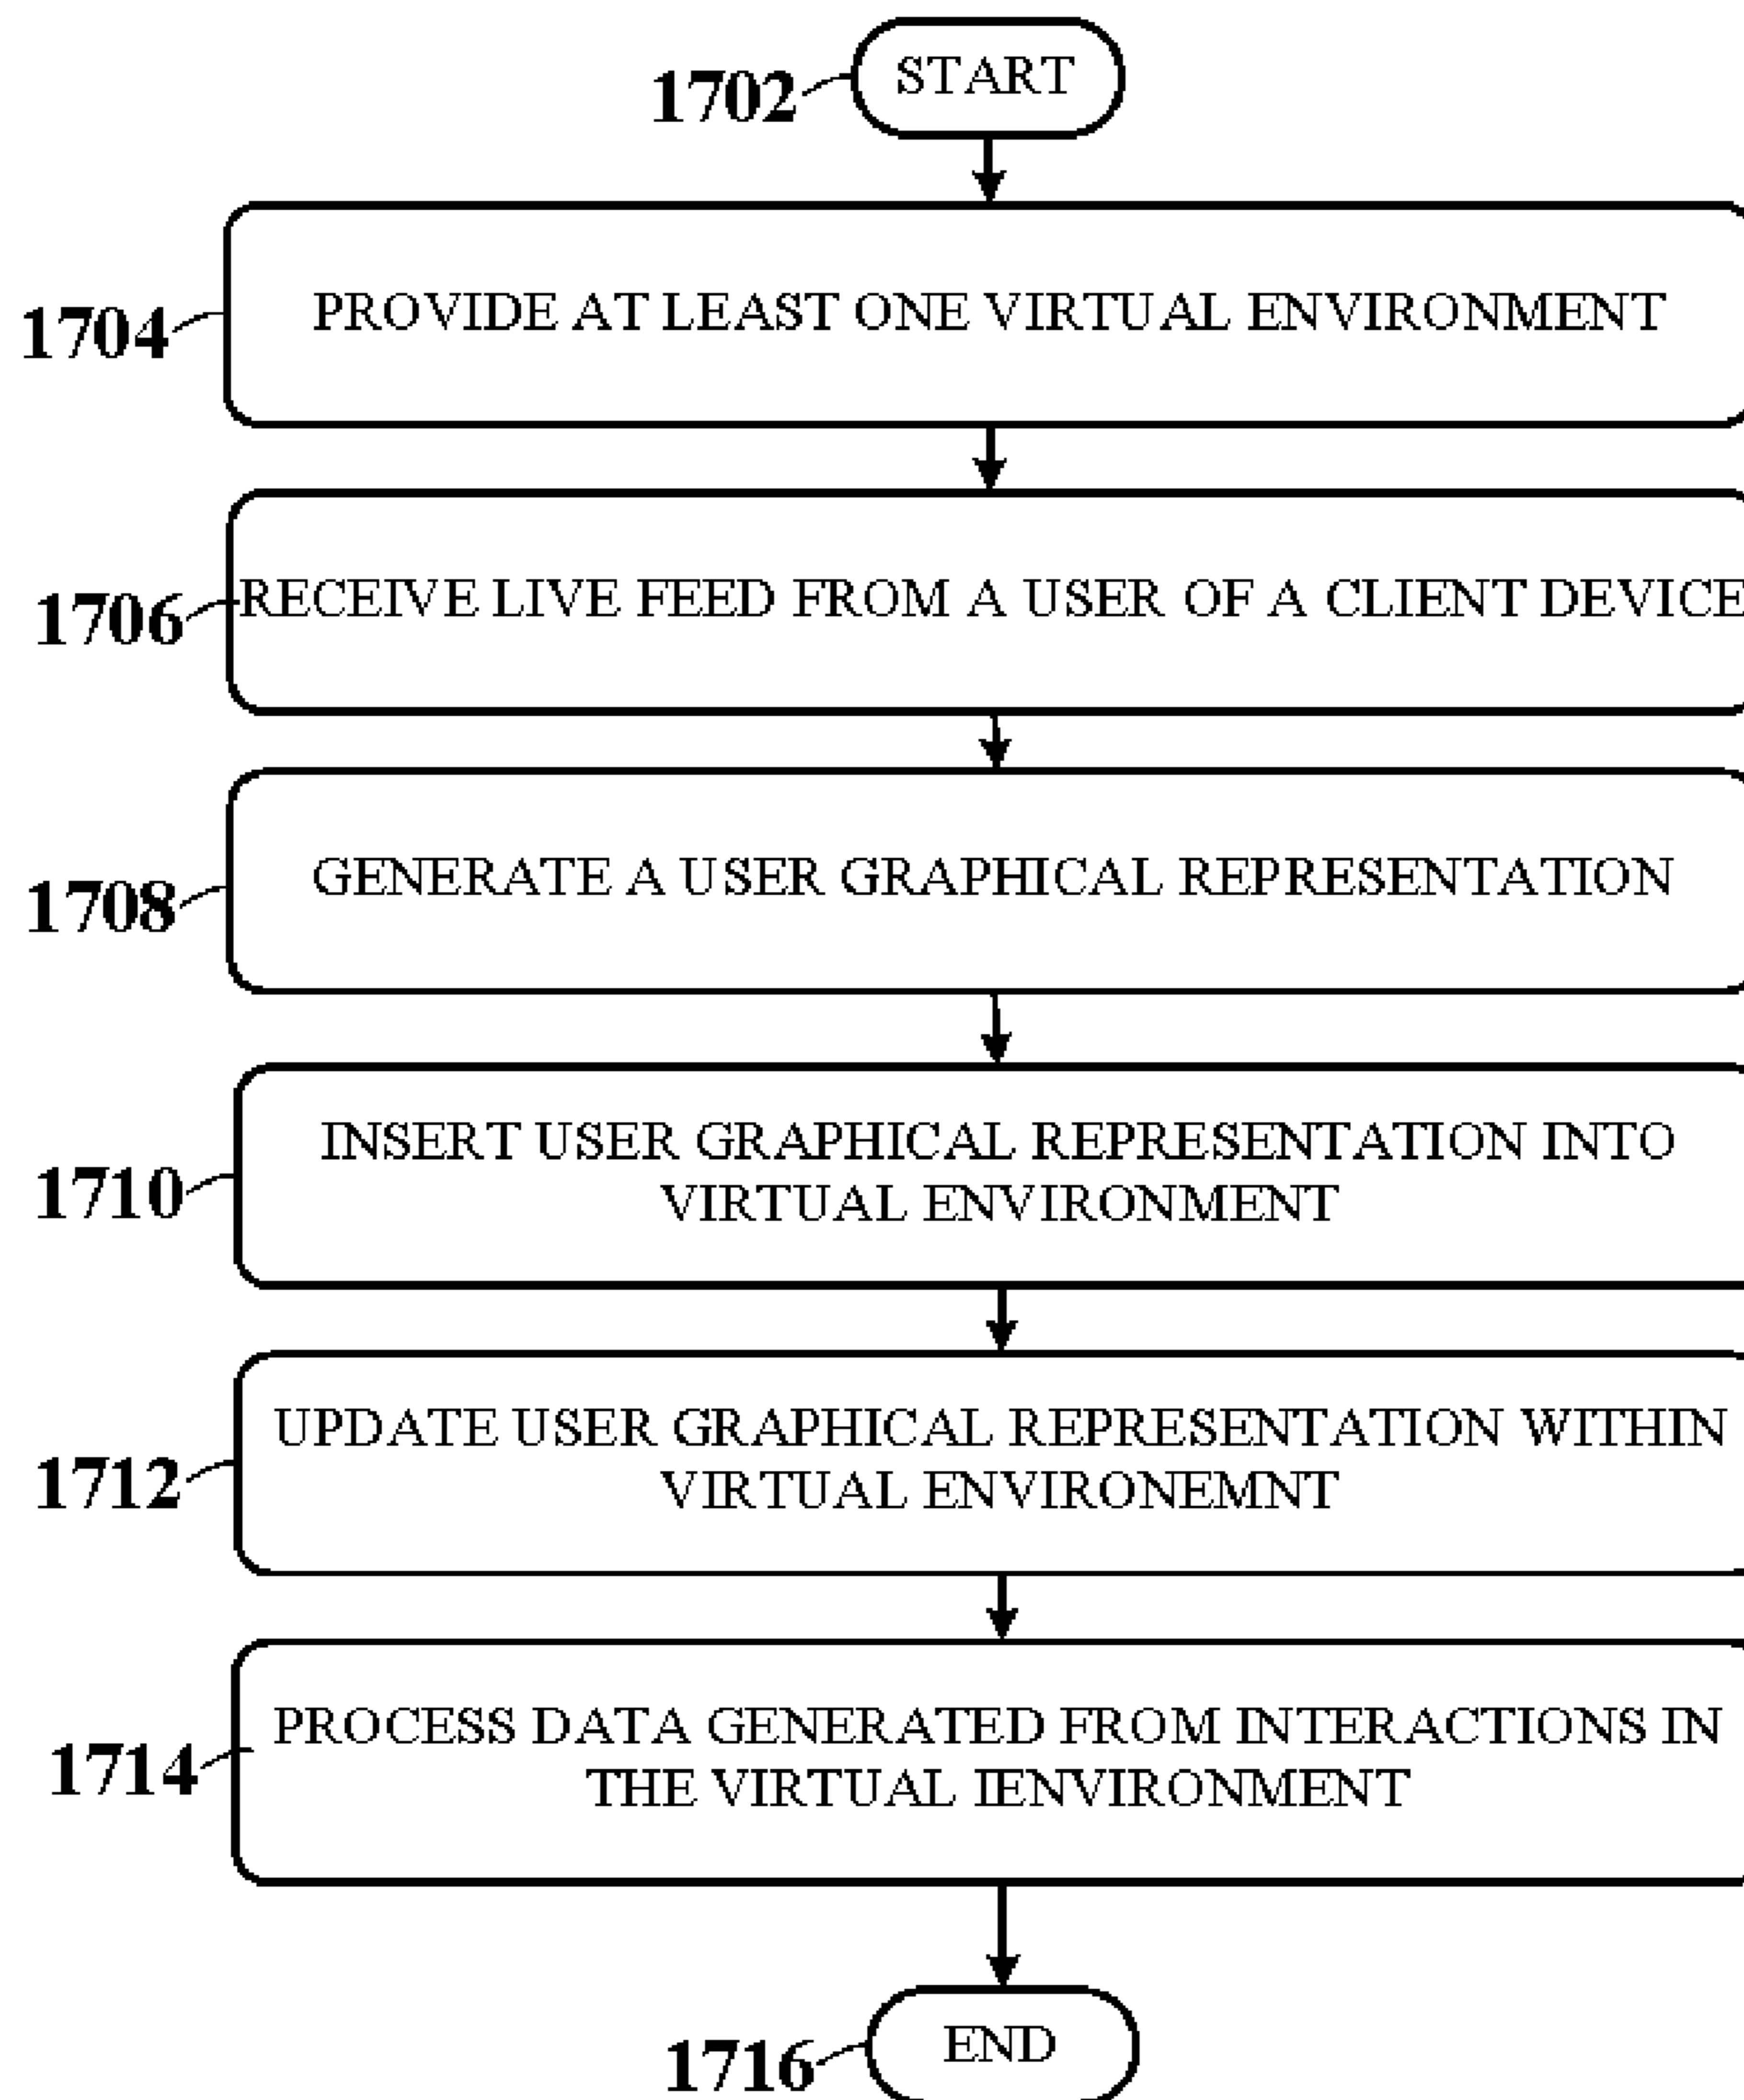 1702
START
1704
PROVIDE AT LEAST ONE VIRTUAL ENVIRONMENT
1706
RECEIVE LIVE FEED FROM A USER OF A CLIENT DEVICE
1708
GENERATE A USER GRAPHICAL REPRESENTATION
1710
INSERT USER GRAPHICAL REPRESENTATION INTO
VIRTUAL ENVIRONMENT
1712
UPDATE USER GRAPHICAL REPRESENTATION WITHIN
VIRTUAL ENVIRONEMNT
1714
PROCESS DATA GENERATED FROM INTERACTIONS IN
THE VIRTUAL IENVIRONMENT
1716
END